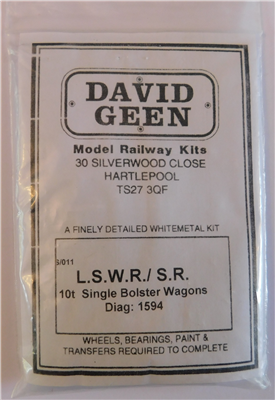 DAVID
GEEN
Model Railway Kits
30 SILVERWOOD CLOSE
HARTLEPOOL
TS27 3QF
A FINELY DETAILED WHITEMETAL KIT
S/011
L.S.W.R./ S.R.
10t Single Bolster Wagons
Diag: 1594
WHEELS, BEARINGS, PAINT &
TRANSFERS REQUIRED TO COMPLETE